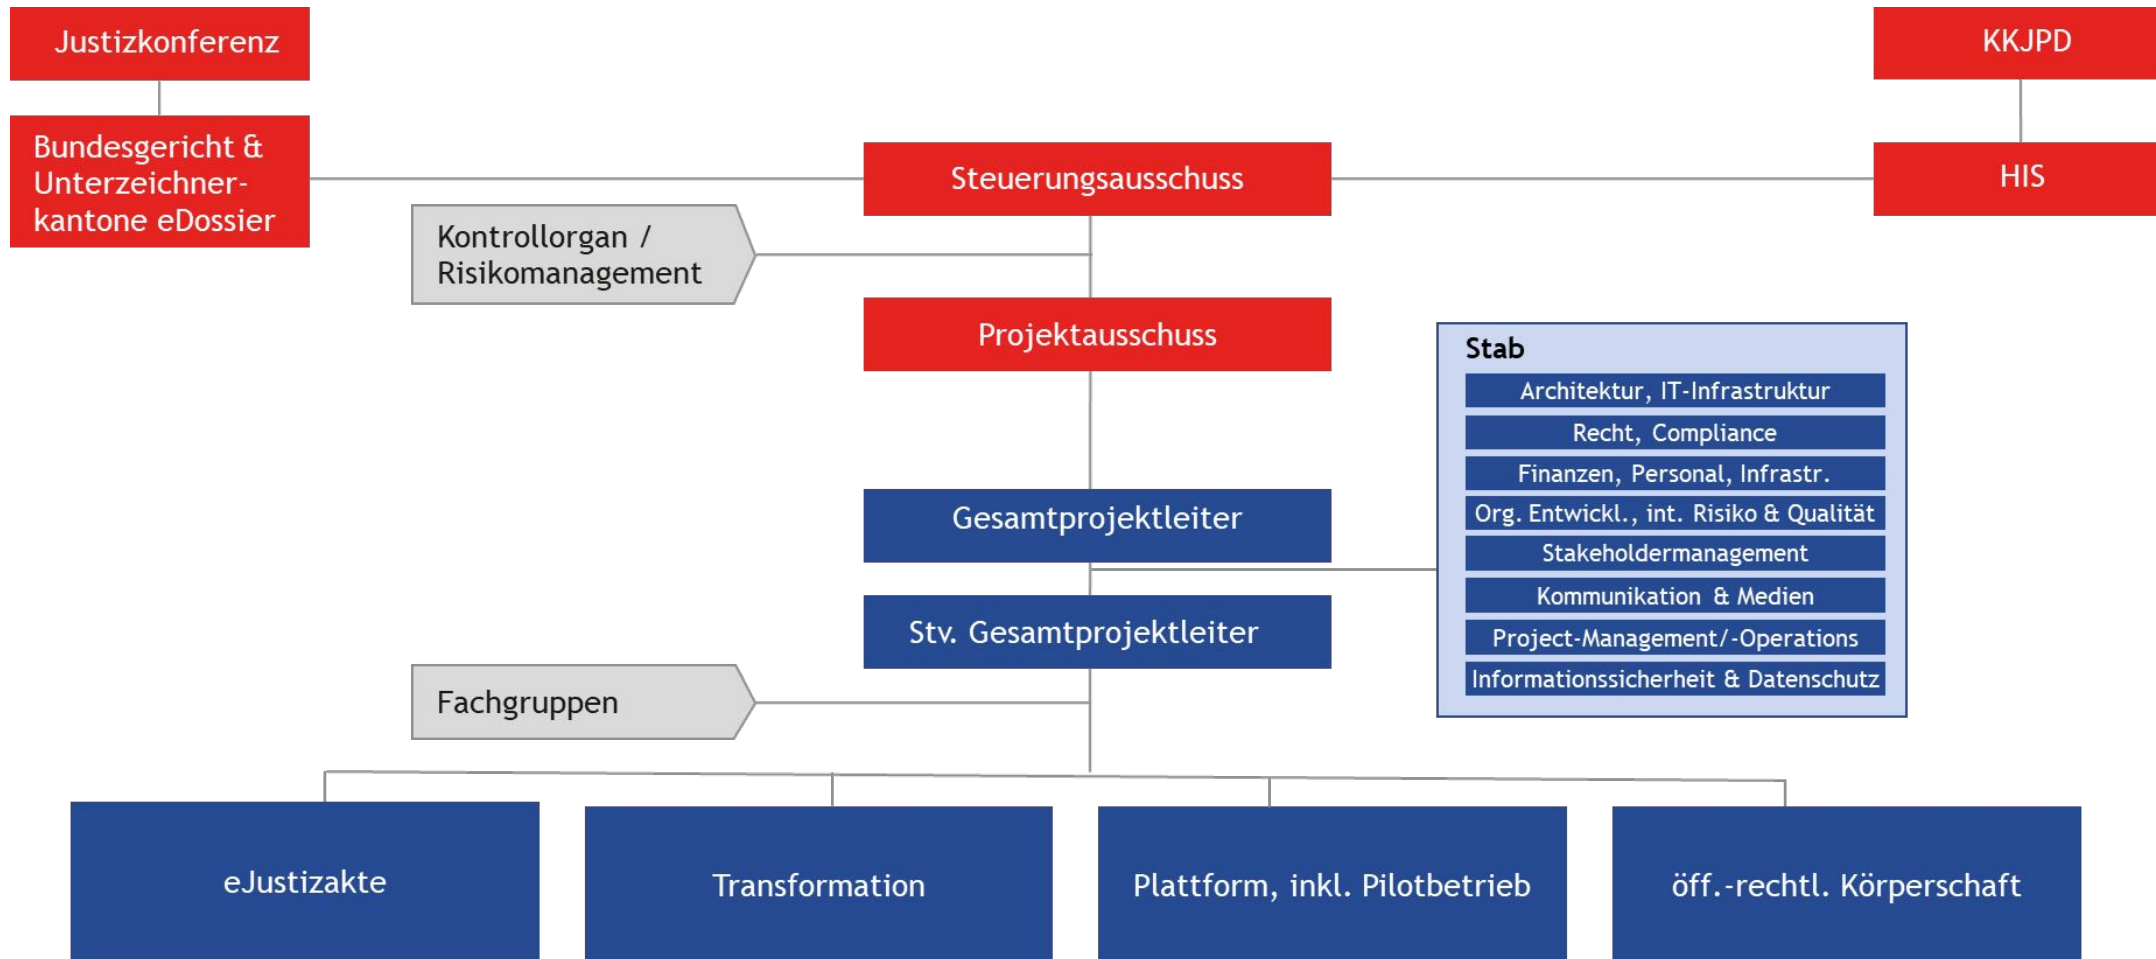 Justizkonferenz
KKJPD
Bundesgericht &
Unterzeichner-
kantone eDossier
Steuerungsausschuss
HIS
Kontrollorgan /
Risikomanagement
Projektausschuss
Stab
Architektur, IT-Infrastruktur
Recht, Compliance
Finanzen, Personal, Infrastr.
Org. Entwickl., int. Risiko & Qualität
Stakeholdermanagement
Kommunikation & Medien
Project-Management/-Operations
Informationssicherheit & Datenschutz
Gesamtprojektleiter
Stv. Gesamtprojektleiter
Fachgruppen
eJustizakte
Transformation
Plattform, inkl. Pilotbetrieb
öff.-rechtl. Körperschaft